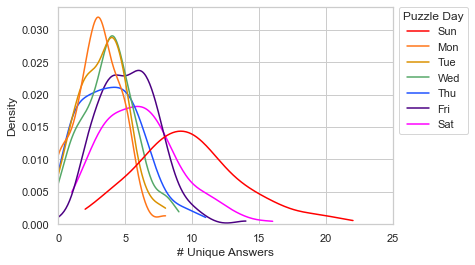 Puzzle Day
Sun
Mon
Tue
Wed
Thu
Fri
Sat
Density
0.030
0.025
0.020
0.015
0.010
0.005
0.000
0
5
10
15
20
25
# Unique Answers